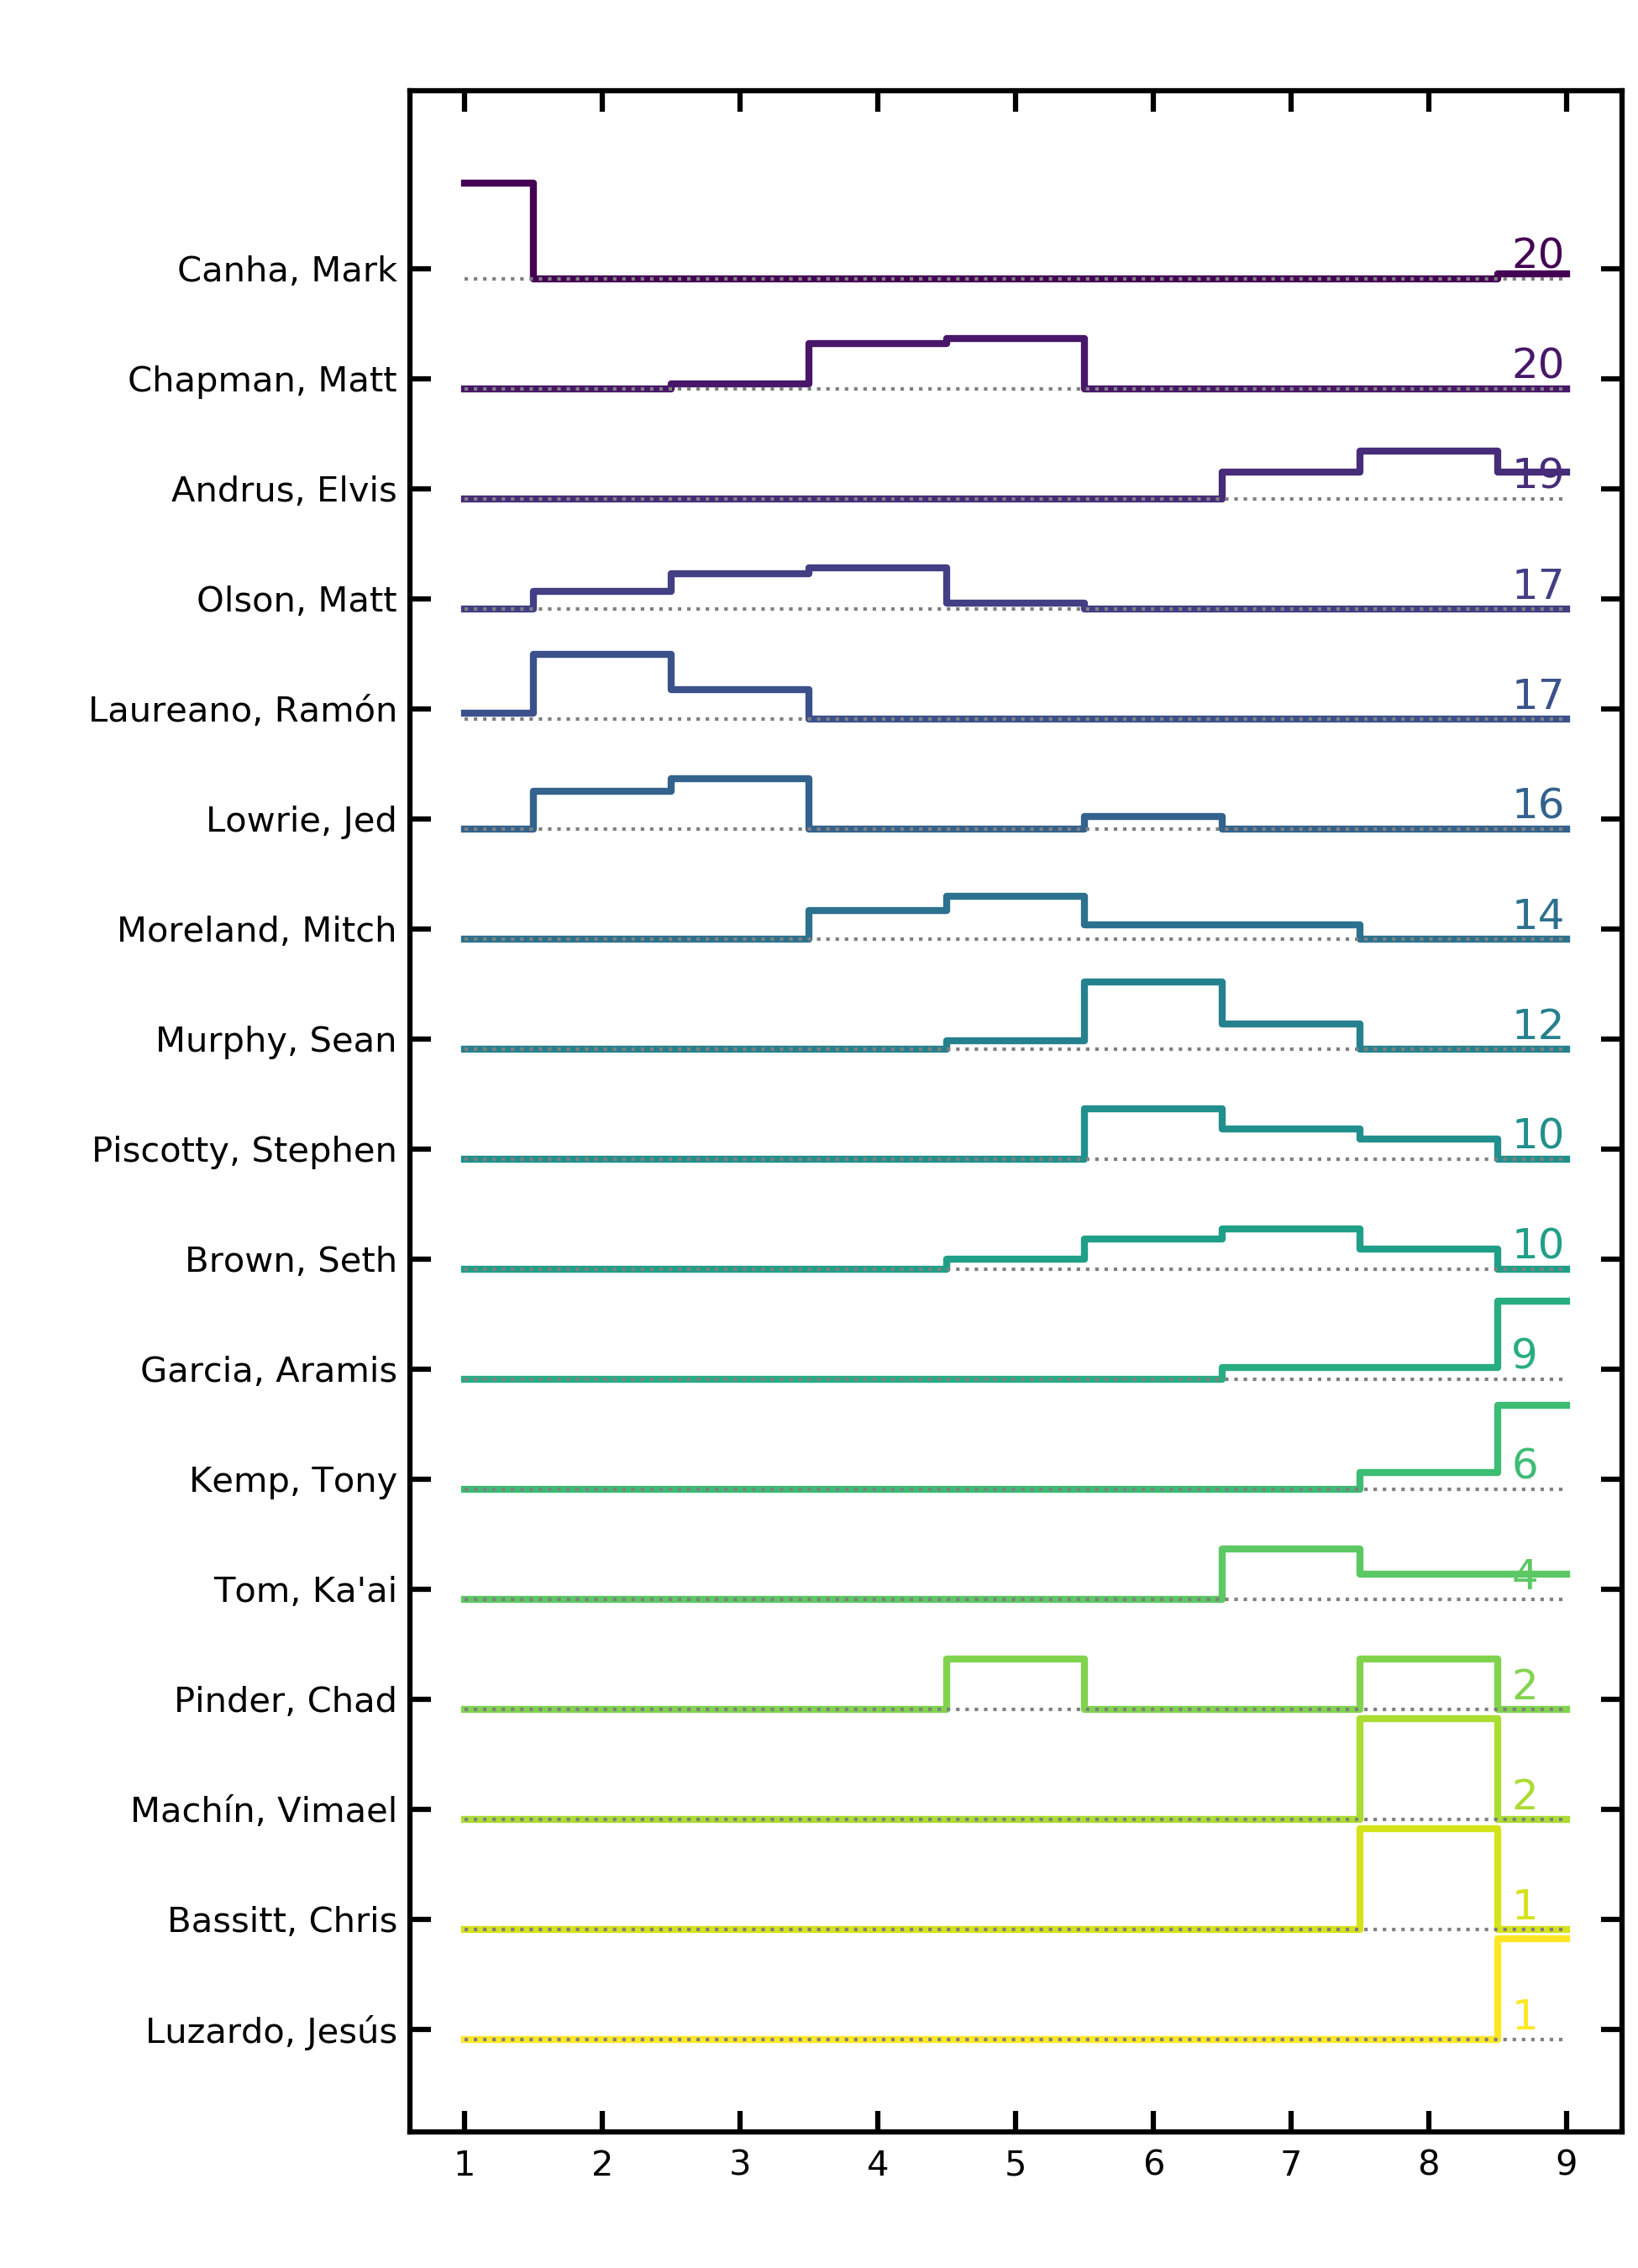 Canha, Mark 20
Chapman, Matt 20
Andrus, Elvis 19
Olson, Matt 17
Laureano, Ramón 17
Lowrie, Jed 16
Moreland, Mitch 14
Murphy, Sean 12
Piscotty, Stephen 10
Brown, Seth 10
Garcia, Aramis 9
Kemp, Tony 6
Tom, Ka'ai 4
Pinder, Chad 2
Machín, Vimael 2
Bassitt, Chris 1
Luzardo, Jesús 1
1 2 3 4 5 6 7 8 9